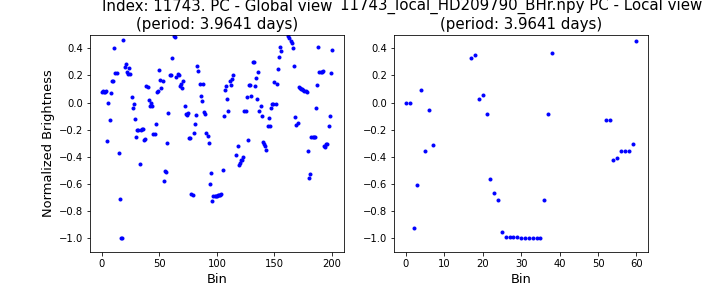 Index: 11743. PC - Global view
(period: 3.9641 days)
11743_local_HD209790_BHr.npy PC - Local view
(period: 3.9641 days)
Normalized Brightness
0.4
0.2
0.0
−0.2
−0.4
−0.6
−0.8
−1.0
0 50 100 150 200
Bin
0.4
0.2
0.0
−0.2
−0.4
−0.6
−0.8
−1.0
0 10 20 30 40 50 60
Bin